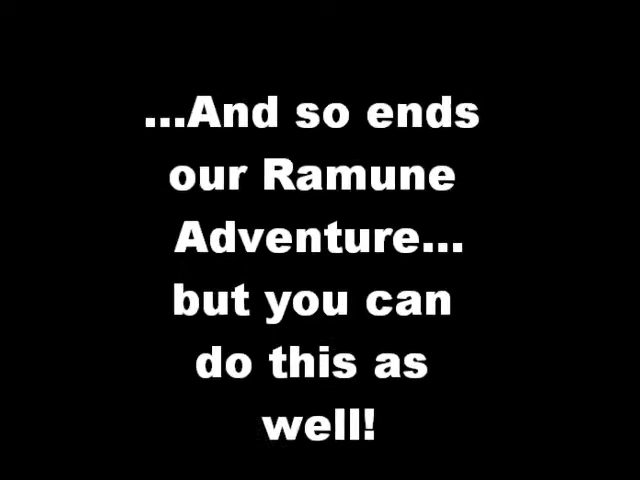 ...And so ends
our Ramune
Adventure...
but you can
do this as
well!